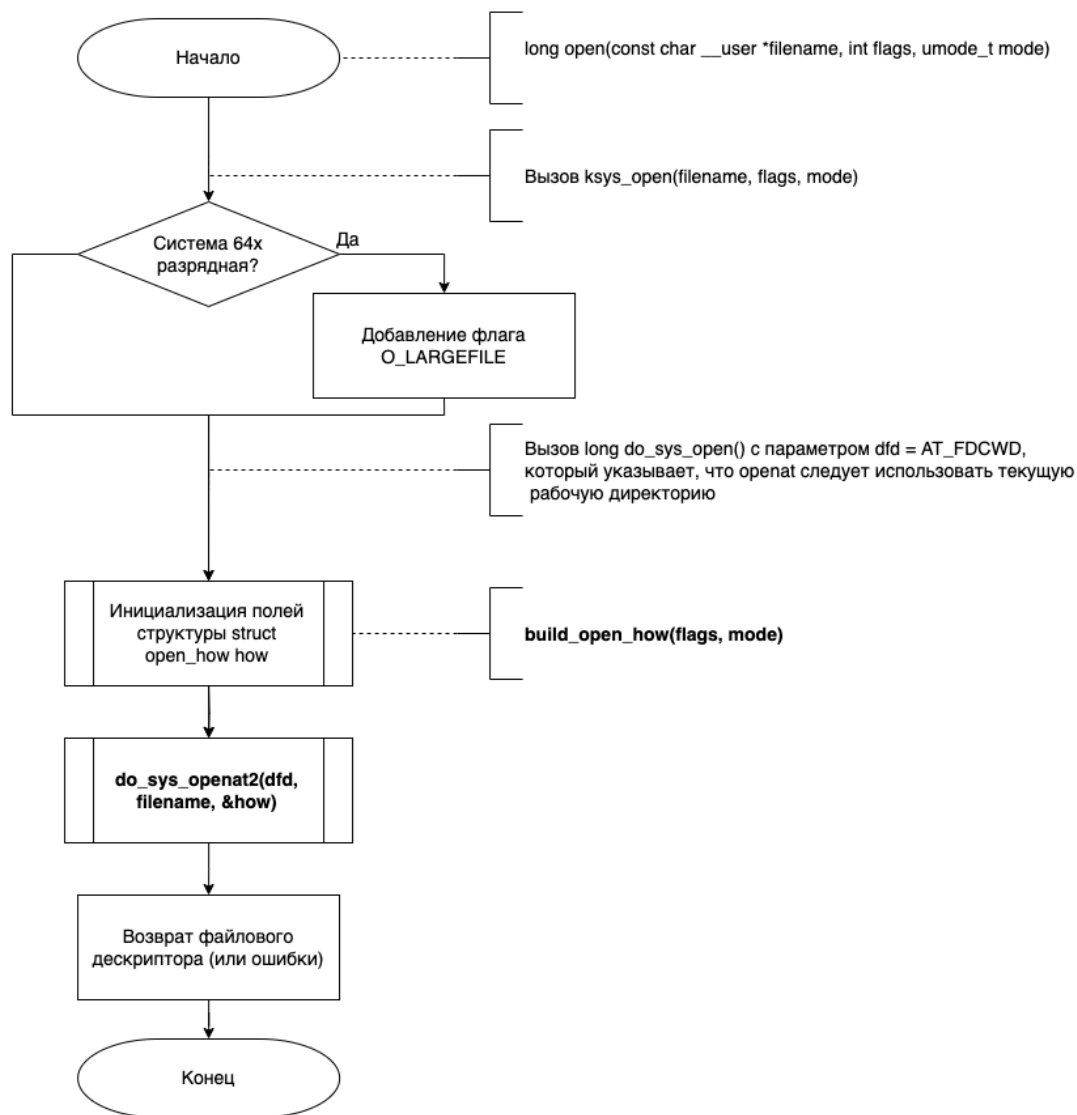 Начало
long open(const char __user *filename, int flags, umode_t mode)
Вызов ksys_open(filename, flags, mode)
Система 64х
разрядная?
Да
Добавление флага
O_LARGEFILE
Вызов long do_sys_open() с параметром dfd = AT_FDCWD,
который указывает, что openat следует использовать текущую
рабочую директорию
Инициализация полей
структуры struct
open_how how
build_open_how(flags, mode)
do_sys_openat2(dfd,
filename, &how)
Возврат файлового
дескриптора (или ошибки)
Конец